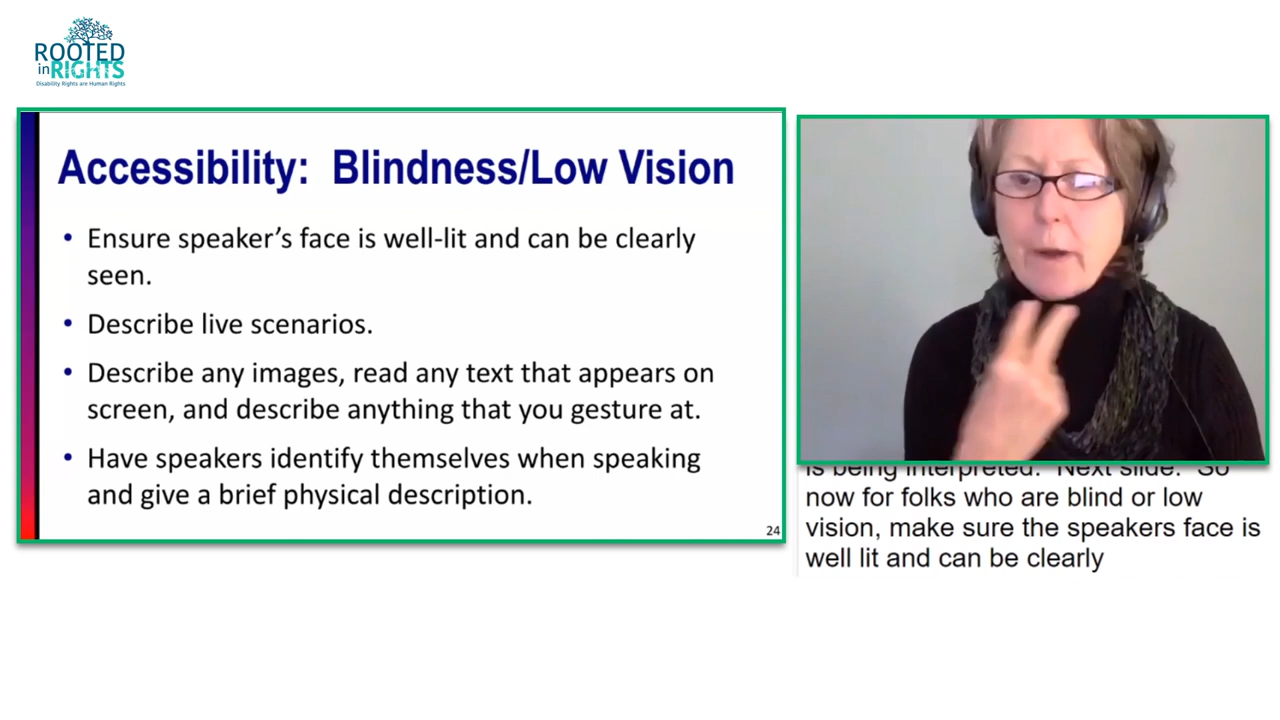 ROOTED
in RIGHTS
Disability Rights are Human Rights
Accessibility: Blindness/Low Vision
• Ensure speaker’s face is well-lit and can be clearly
seen.
• Describe live scenarios.
• Describe any images, read any text that appears on
screen, and describe anything that you gesture at.
• Have speakers identify themselves when speaking
and give a brief physical description.
24
is being interpreted. Next slide. So
now for folks who are blind or low
vision, make sure the speakers face is
well lit and can be clearly